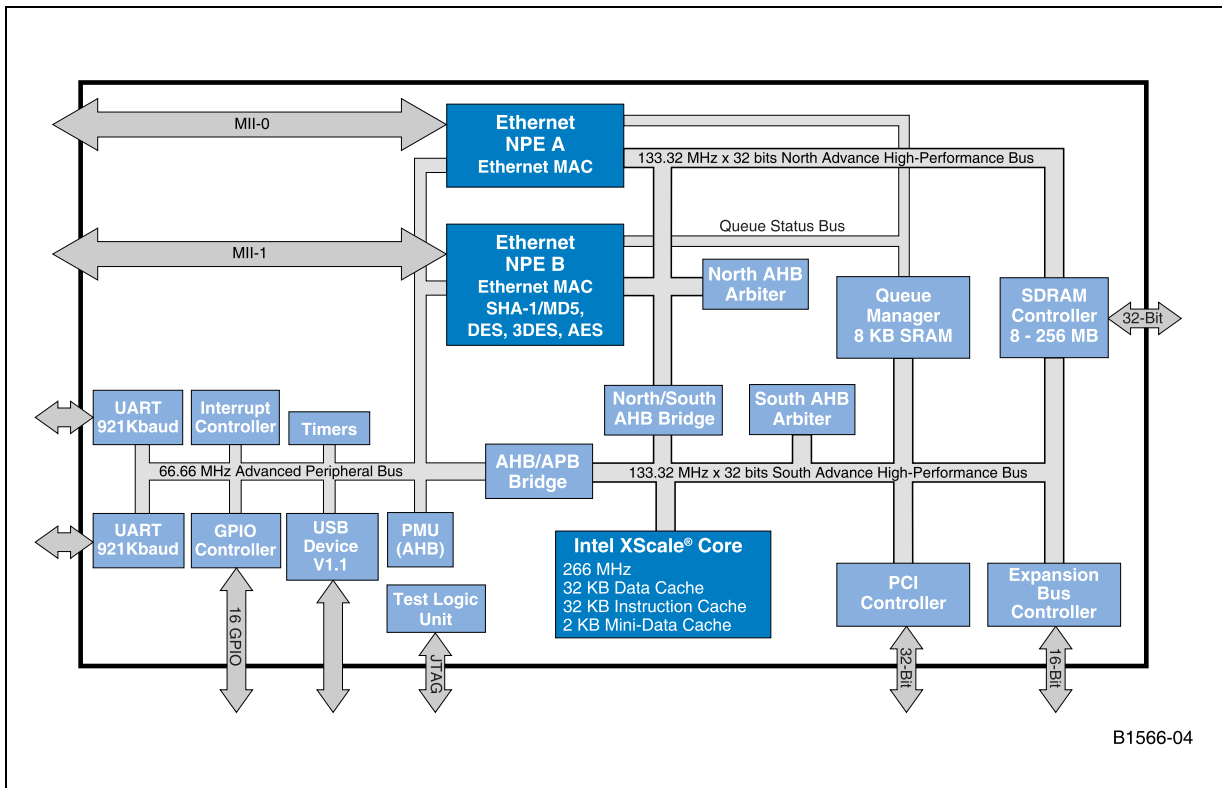 MII-0
Ethernet
NPE A
Ethernet MAC
133.32 MHz x 32 bits North Advance High-Performance Bus
Queue Status Bus
MII-1
Ethernet
NPE B
Ethernet MAC
SHA-1/MD5,
DES, 3DES, AES
North AHB
Arbiter
Queue
Manager
8 KB SRAM
SDRAM
Controller
8 - 256 MB
32-Bit
UART
921Kbaud
Interrupt
Controller
Timers
North/South
AHB Bridge
South AHB
Arbiter
66.66 MHz Advanced Peripheral Bus
AHB/APB
Bridge
133.32 MHz x 32 bits South Advance High-Performance Bus
UART
921Kbaud
GPIO
Controller
USB
Device
V1.1
PMU
(AHB)
Intel XScale® Core
266 MHz
32 KB Data Cache
32 KB Instruction Cache
2 KB Mini-Data Cache
PCI
Controller
Expansion
Bus
Controller
Test Logic
Unit
16 GPIO
JTAG
32-Bit
16-Bit
B1566-04